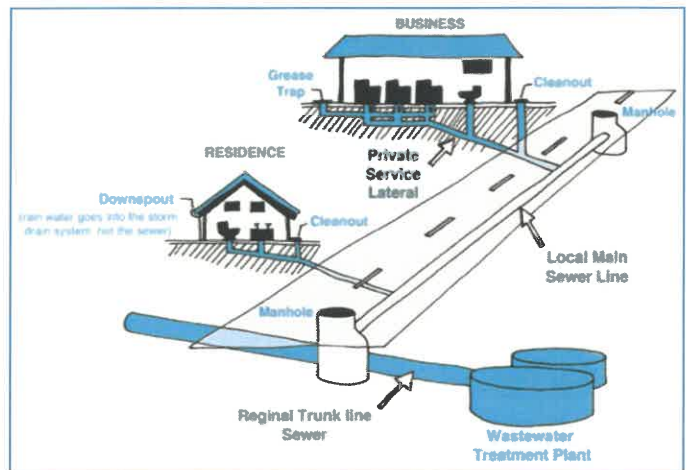 BUSINESS
Grease
Trap
Cleanout
Manhole
RESIDENCE
Private
Service
Lateral
Downspout
(rain water goes into the storm
drain system not the sewer)
Cleanout
Local Main
Sewer Line
Manhole
Reginal Trunk line
Sewer
Wastewater
Treatment Plant